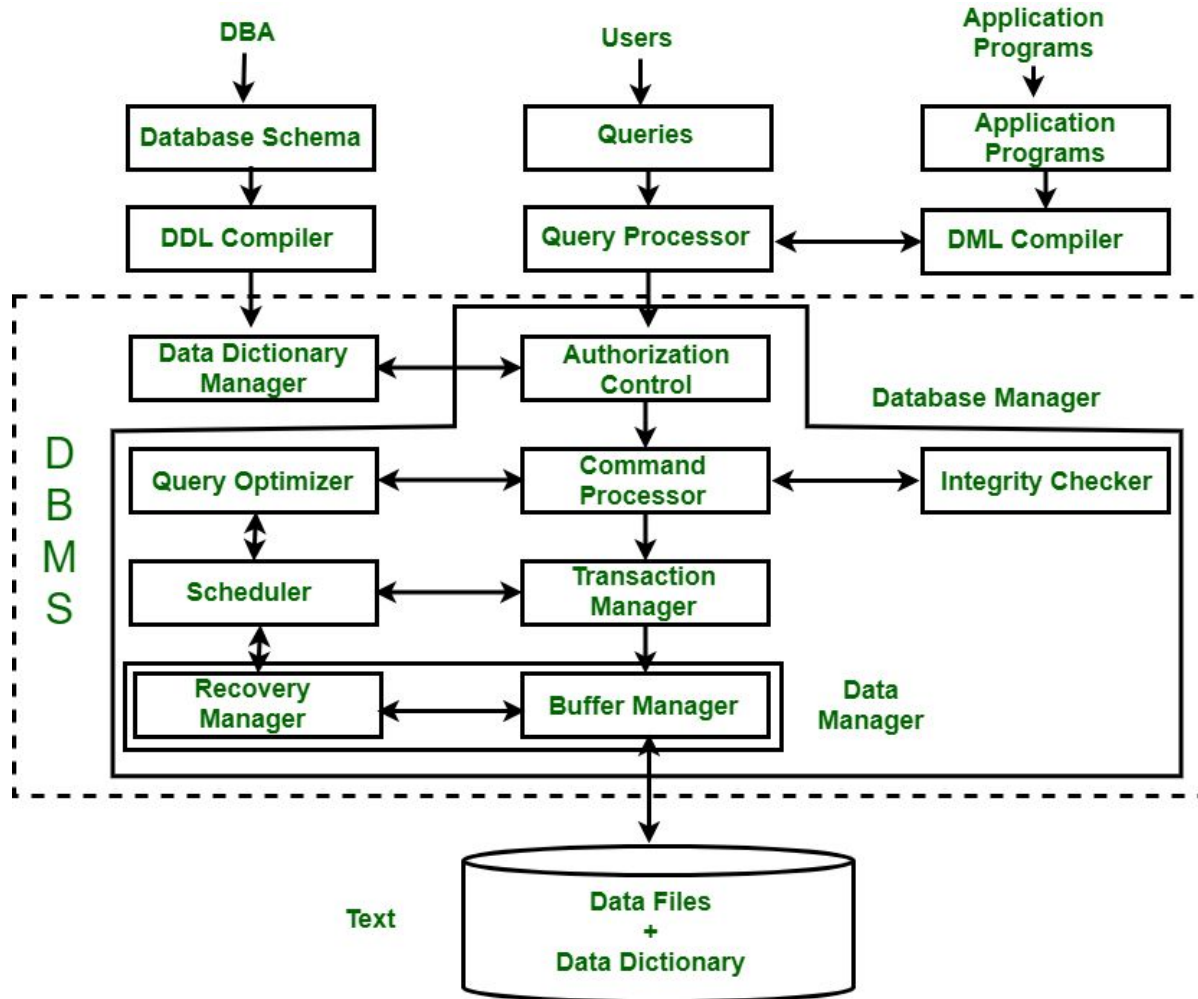 DBA
Users
Application
Programs
Database Schema
Queries
Application
Programs
DDL Compiler
Query Processor
DML Compiler
Data Dictionary
Manager
Authorization
Control
Database Manager
D
B
M
S
Query Optimizer
Command
Processor
Integrity Checker
Scheduler
Transaction
Manager
Recovery
Manager
Buffer Manager
Data
Manager
Text
Data Files
+
Data Dictionary